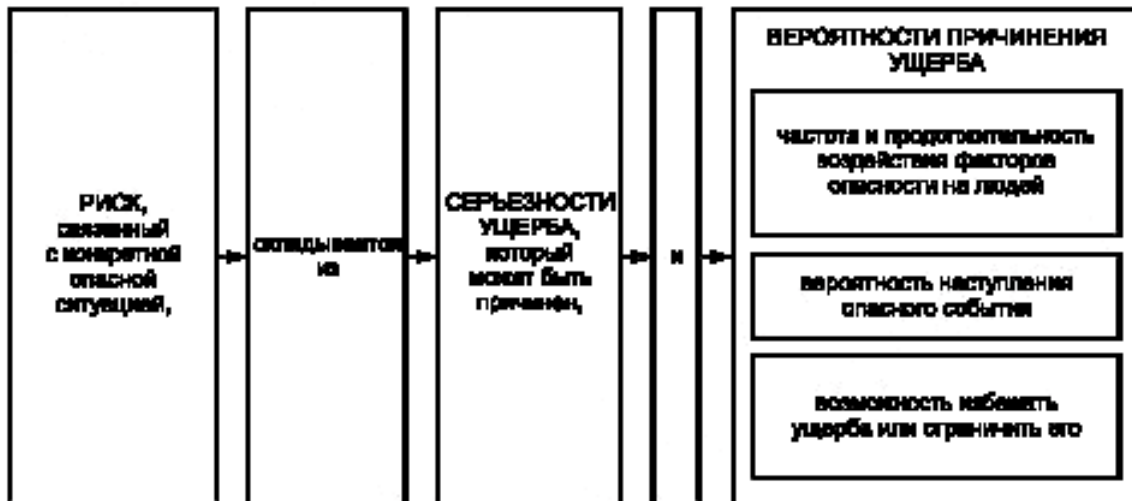 РИСК,
связанный
с конкретной
опасной
ситуацией,
складывается
из
СЕРЬЕЗНОСТИ
УЩЕРБА,
который
может быть
причинен,
и
ВЕРОЯТНОСТИ ПРИЧИНЕНИЯ
УЩЕРБА
частота и продолжительность
воздействия факторов
опасности на людей
вероятность наступления
опасного события
возможность избежать
ущерба или ограничить его